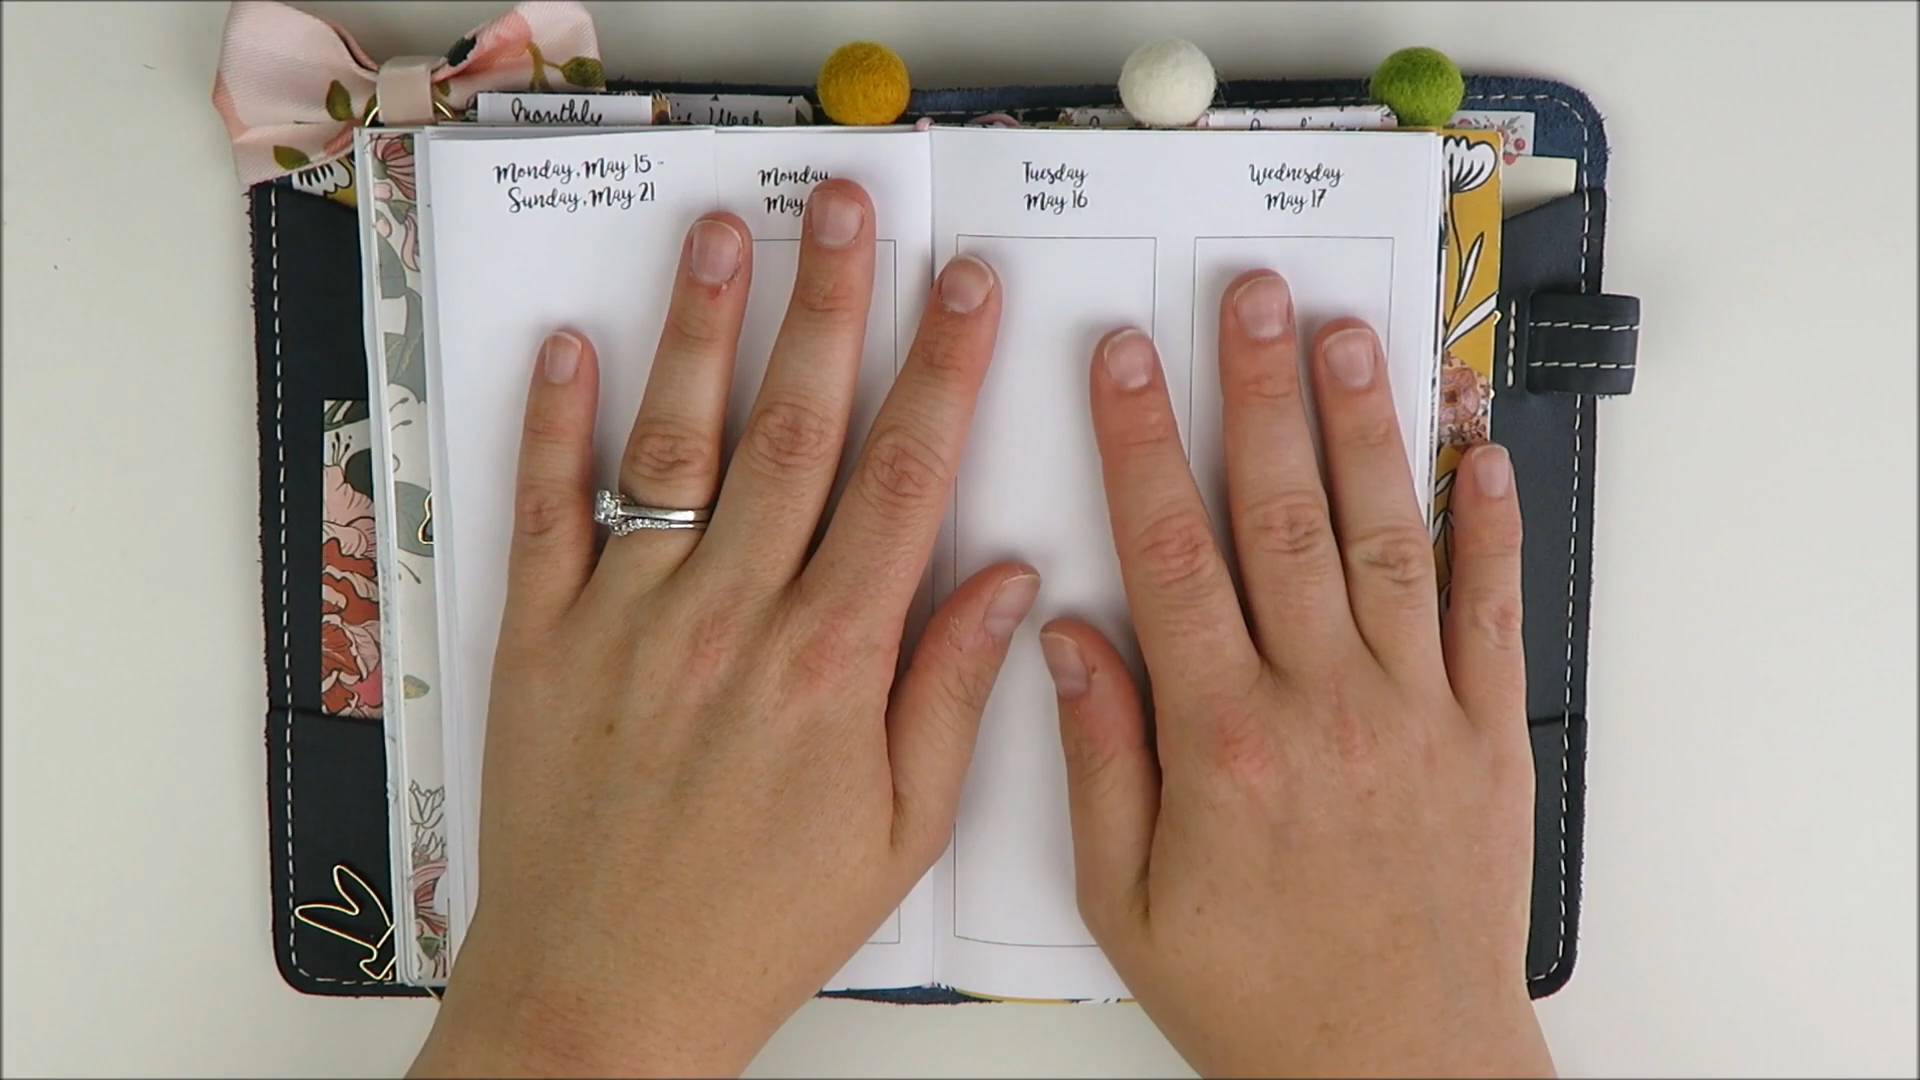 Monthly
Week
Monday, May 15 -
Sunday, May 21
Monday
May
Tuesday
May 16
Wednesday
May 17